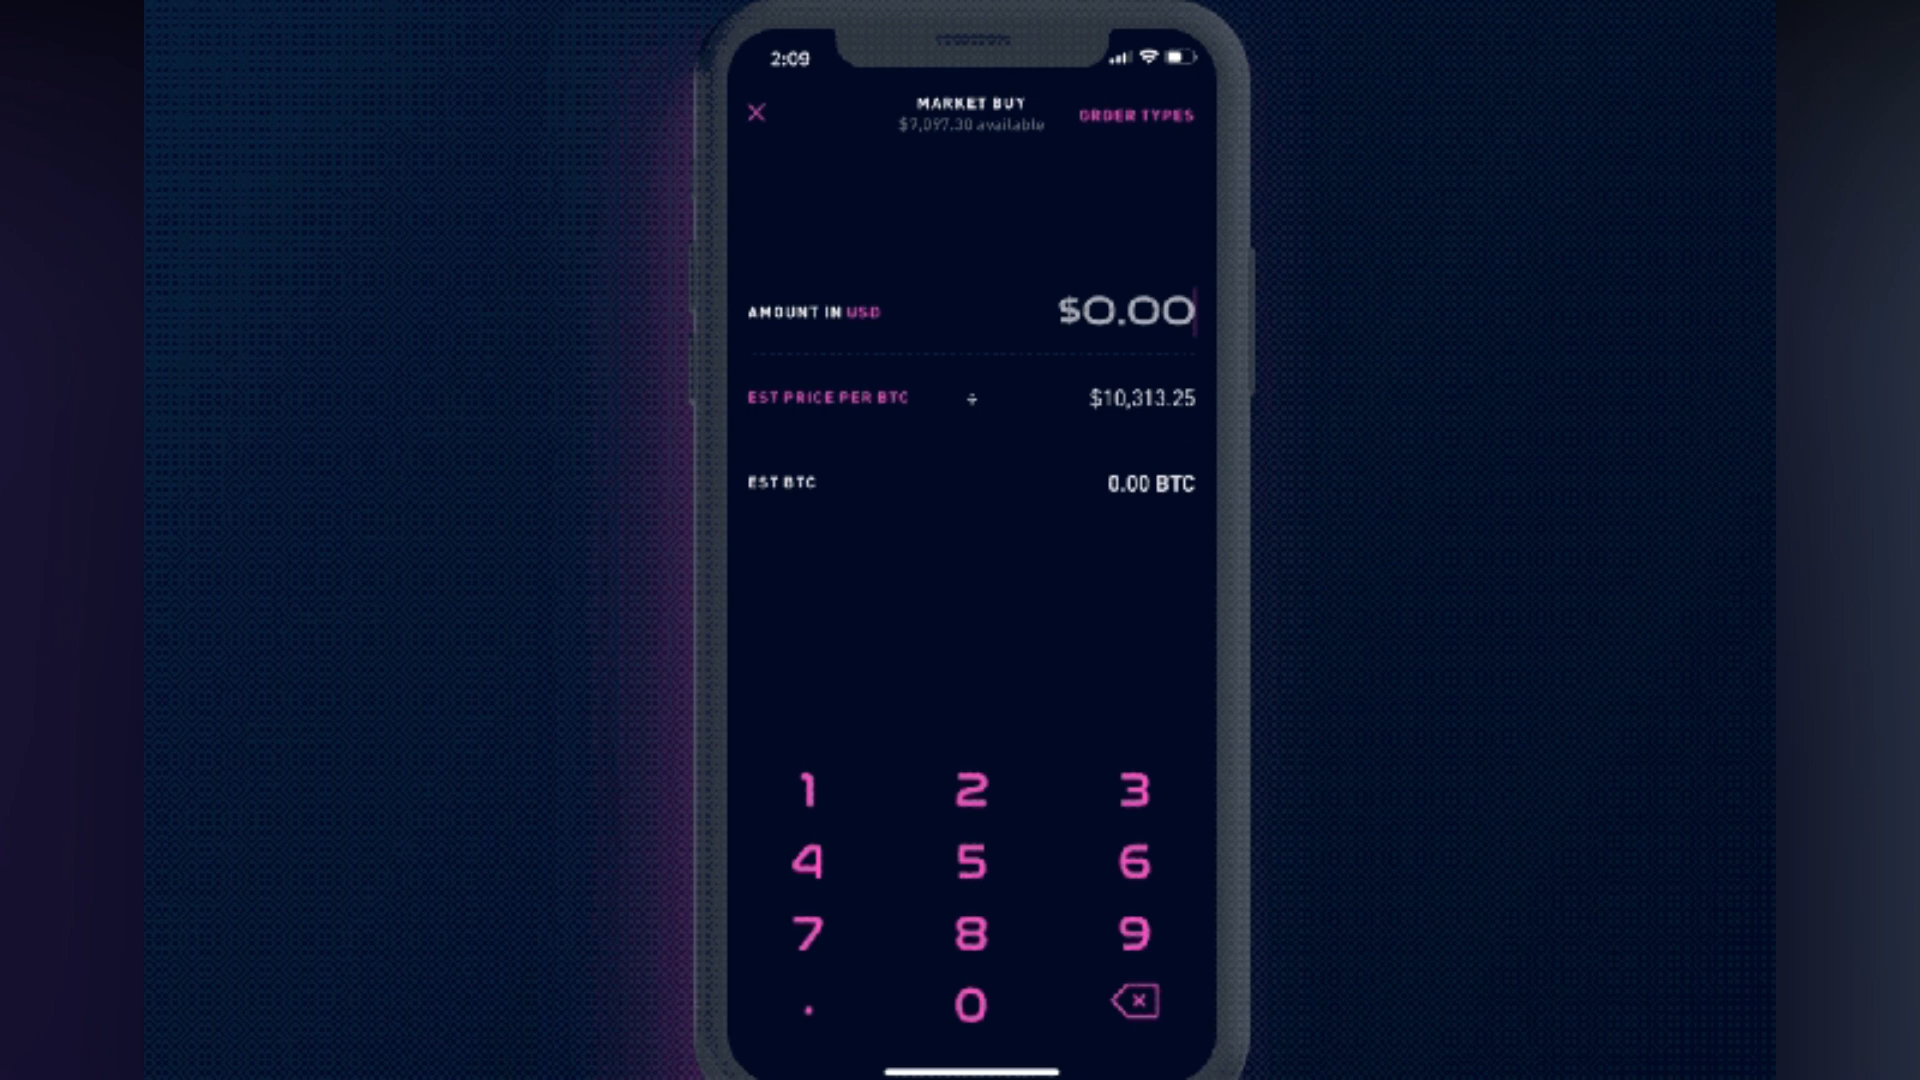 2:09
MARKET BUY
$7,097.30 available
ORDER TYPES
AMOUNT IN USD
$0.00
EST PRICE PER BTC ÷ $10,313.25
EST BTC 0.00 BTC
1 2 3
4 5 6
7 8 9
. 0